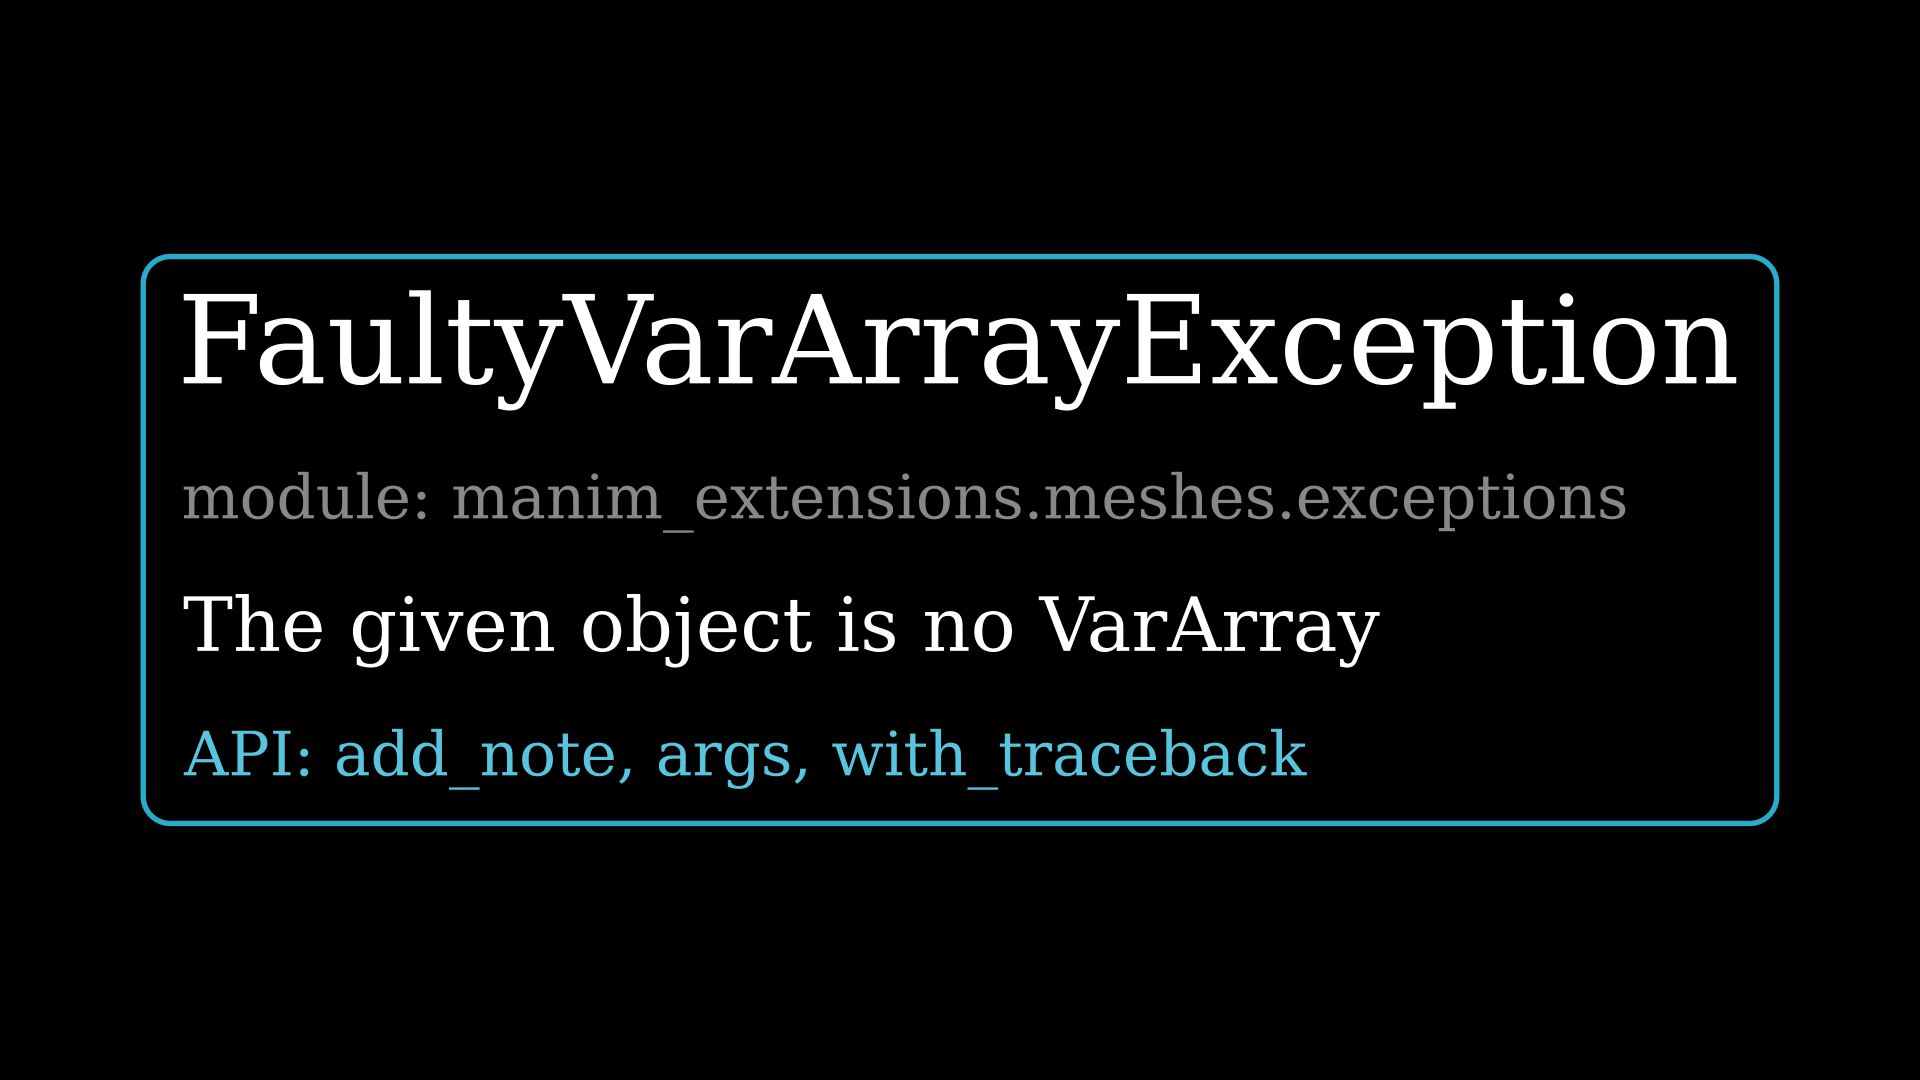 FaultyVarArrayException
module: manim_extensions.meshes.exceptions
The given object is no VarArray
API: add_note, args, with_traceback